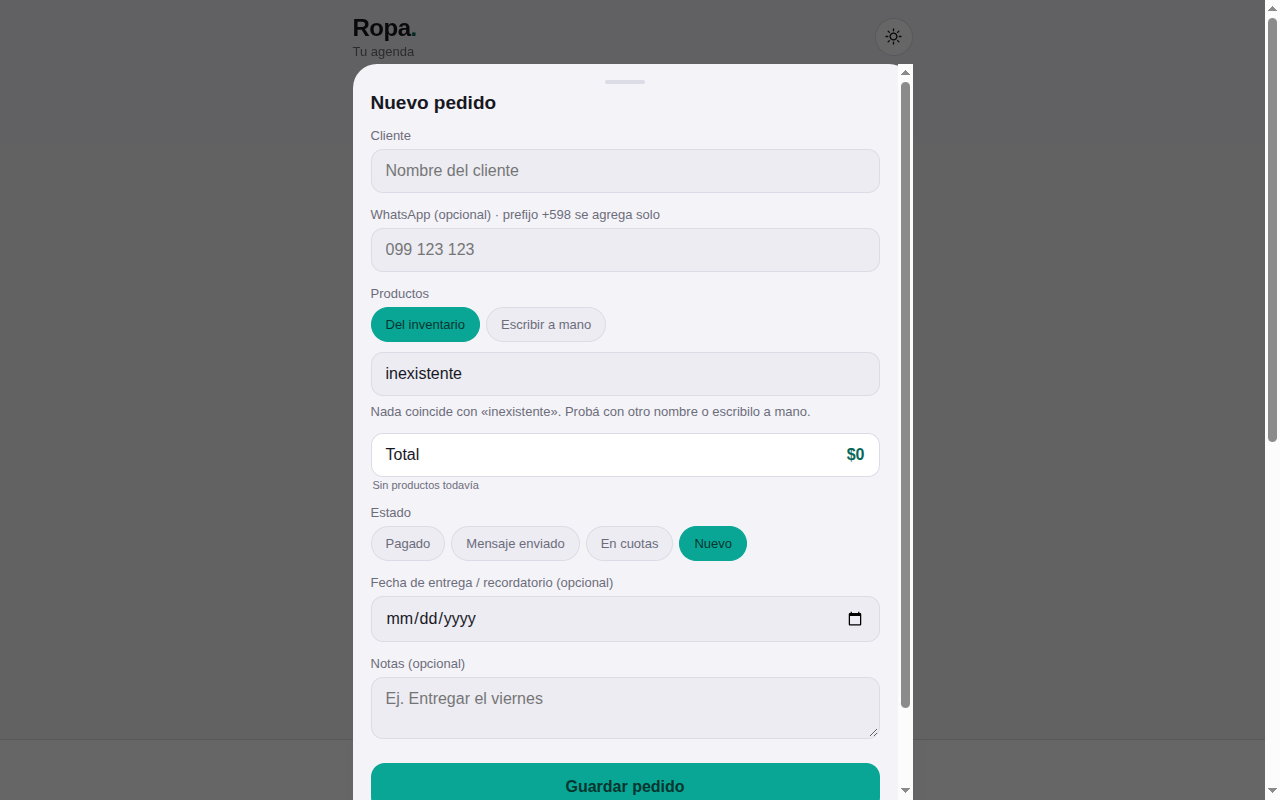 Ropa.
Tu agenda
Nuevo pedido
Cliente
Nombre del cliente
WhatsApp (opcional) · prefijo +598 se agrega solo
099 123 123
Productos
Del inventario
Escribir a mano
inexistente
Nada coincide con «inexistente». Probá con otro nombre o escribilo a mano.
Total $0
Sin productos todavía
Estado
Pagado
Mensaje enviado
En cuotas
Nuevo
Fecha de entrega / recordatorio (opcional)
mm/dd/yyyy
Notas (opcional)
Ej. Entregar el viernes
Guardar pedido